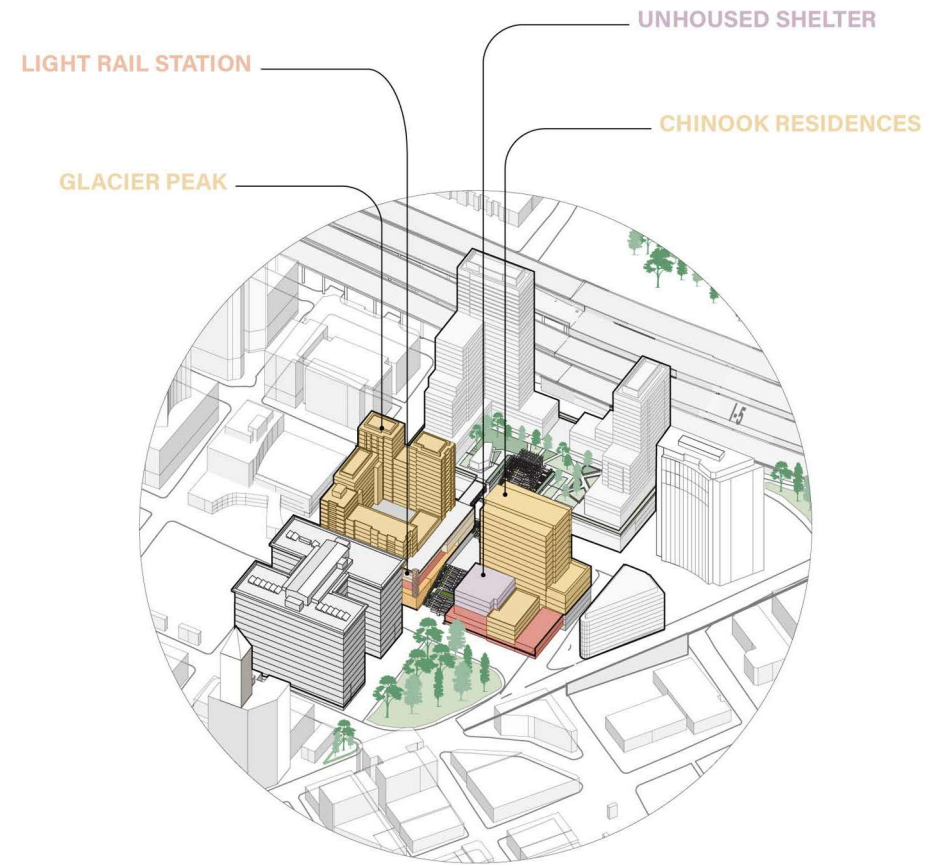 UNHOUSED SHELTER
LIGHT RAIL STATION
CHINOOK RESIDENCES
GLACIER PEAK
I-5